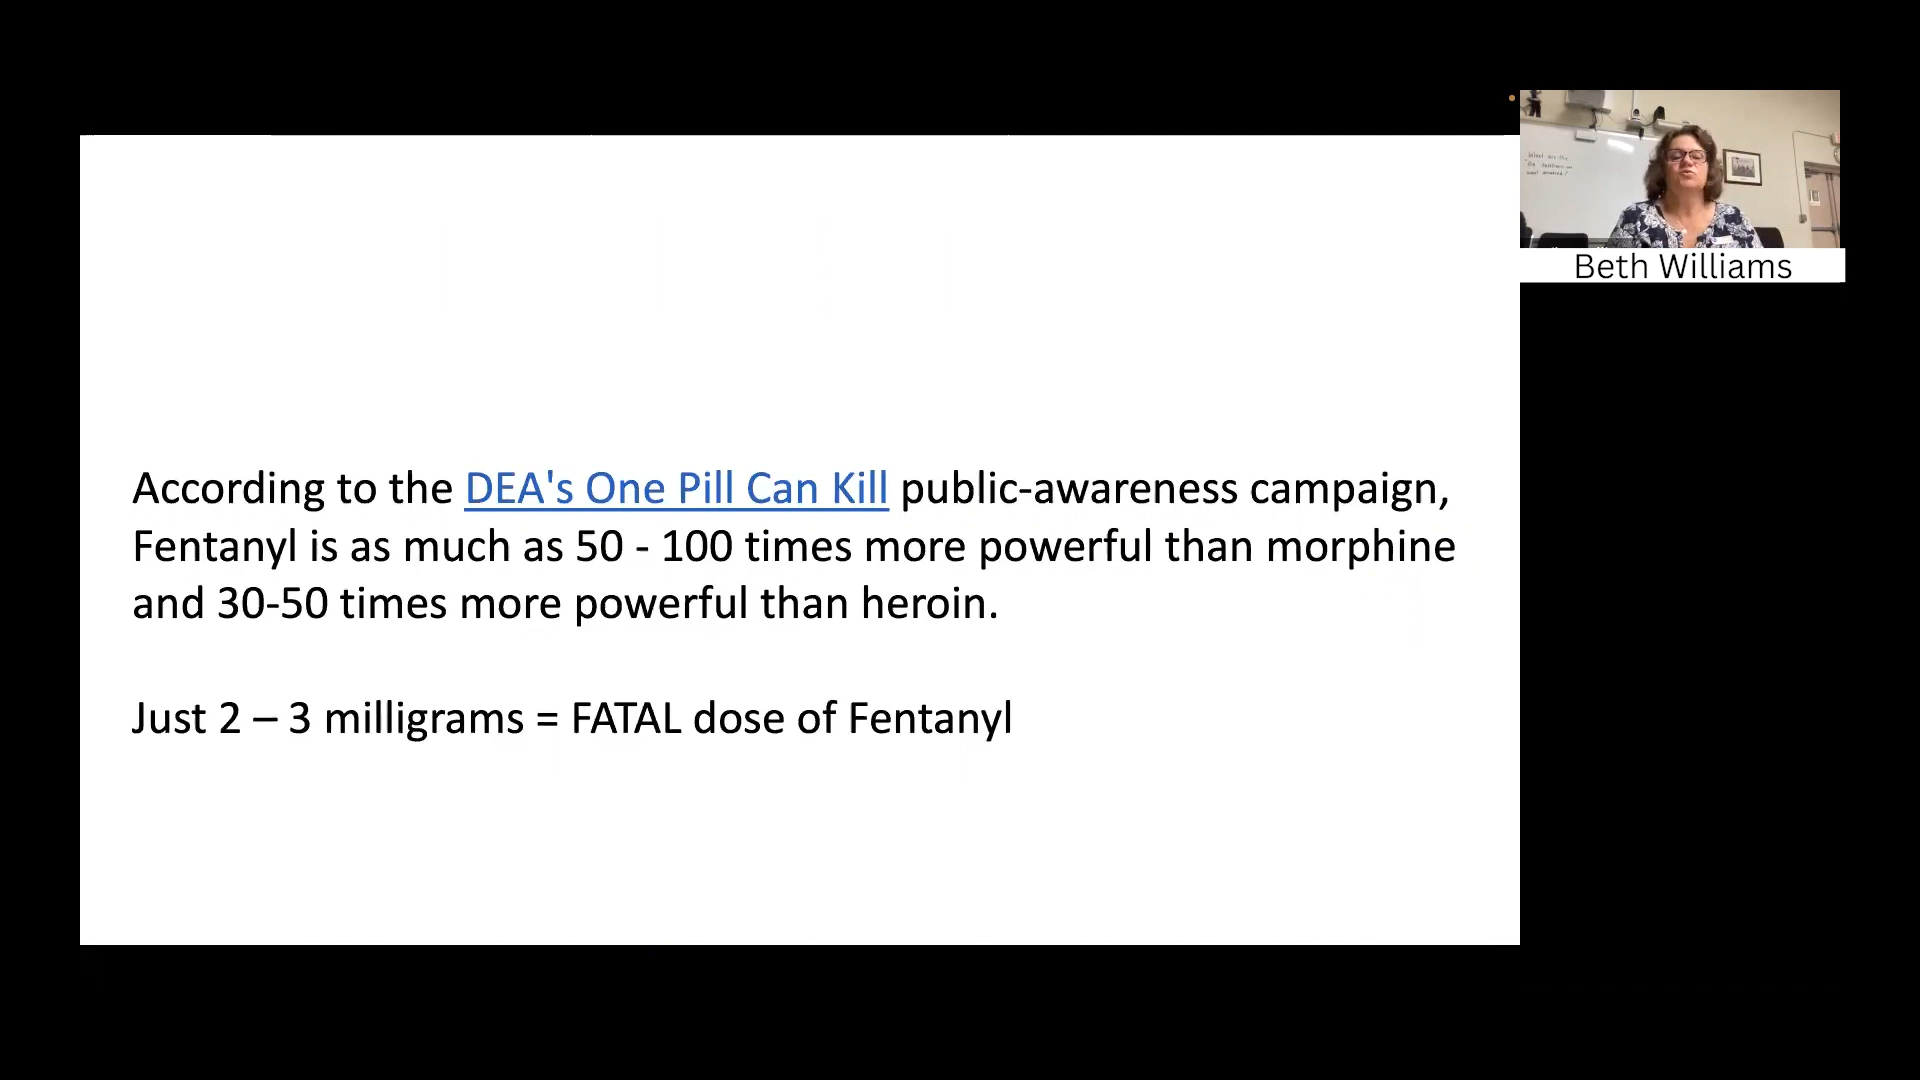 Beth Williams
According to the DEA's One Pill Can Kill public-awareness campaign,
Fentanyl is as much as 50 - 100 times more powerful than morphine
and 30-50 times more powerful than heroin.
Just 2 – 3 milligrams = FATAL dose of Fentanyl